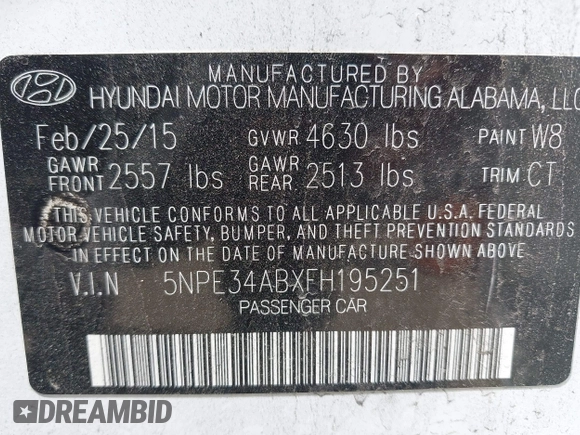 MANUFACTURED BY
HYUNDAI MOTOR MANUFACTURING ALABAMA, LLC
Feb/25/15 GVWR 4630 lbs PAINT W8
GAWR FRONT 2557 lbs GAWR REAR 2513 lbs TRIM CT
THIS VEHICLE CONFORMS TO ALL APPLICABLE U.S.A. FEDERAL
MOTOR VEHICLE SAFETY, BUMPER, AND THEFT PREVENTION STANDARDS
IN EFFECT ON THE DATE OF MANUFACTURE SHOWN ABOVE
V.I.N 5NPE34ABXFH195251
PASSENGER CAR
DREAMBID